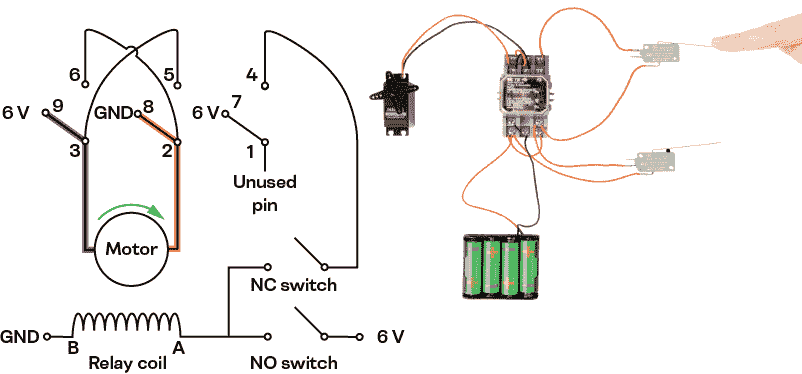 6
5
4
6 V
9
GND
8
6 V
7
3
2
1
Unused
pin
Motor
NC switch
GND
B
A
6 V
Relay coil
NO switch